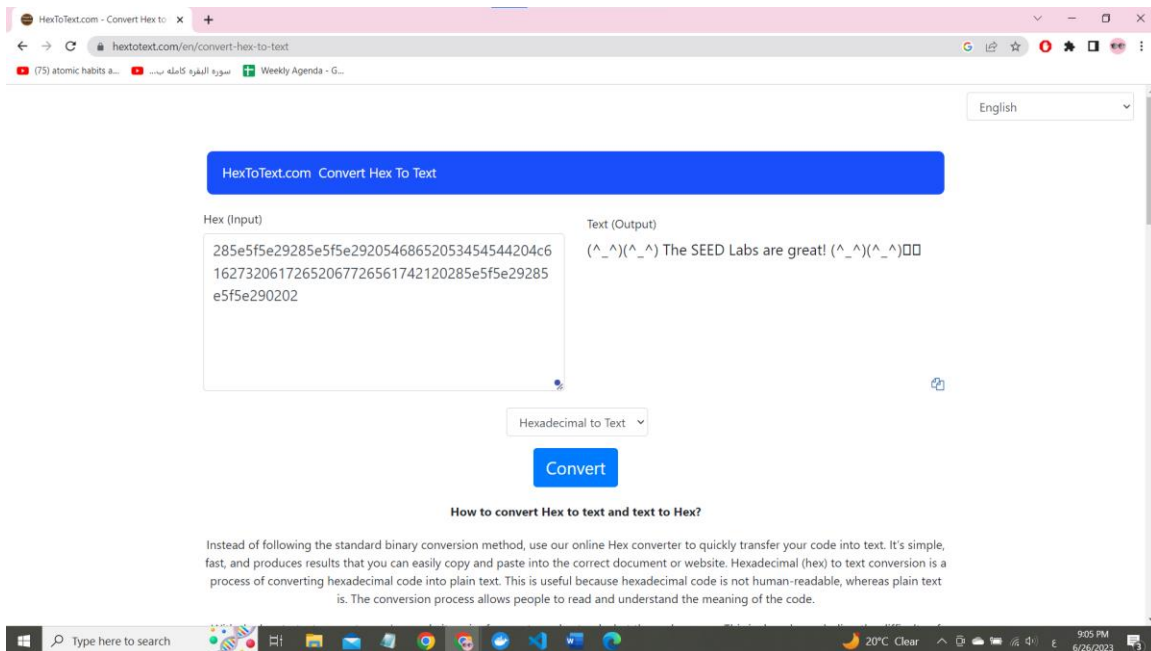 HexToText.com - Convert Hex to
hextotext.com/en/convert-hex-to-text
(75) atomic habits a... سورة البقره كامله ب... Weekly Agenda - G...
English
HexToText.com Convert Hex To Text
Hex (Input)
285e5f5e29285e5f5e29205468652053454544204c6
16273206172652067726561742120285e5f5e29285
e5f5e290202
Text (Output)
(^_^)(^_^) The SEED Labs are great! (^_^)(^_^)▯▯
Hexadecimal to Text
Convert
How to convert Hex to text and text to Hex?
Instead of following the standard binary conversion method, use our online Hex converter to quickly transfer your code into text. It's simple,
fast, and produces results that you can easily copy and paste into the correct document or website. Hexadecimal (hex) to text conversion is a
process of converting hexadecimal code into plain text. This is useful because hexadecimal code is not human-readable, whereas plain text
is. The conversion process allows people to read and understand the meaning of the code.
Type here to search
20°C Clear
ع
9:05 PM
6/26/2023